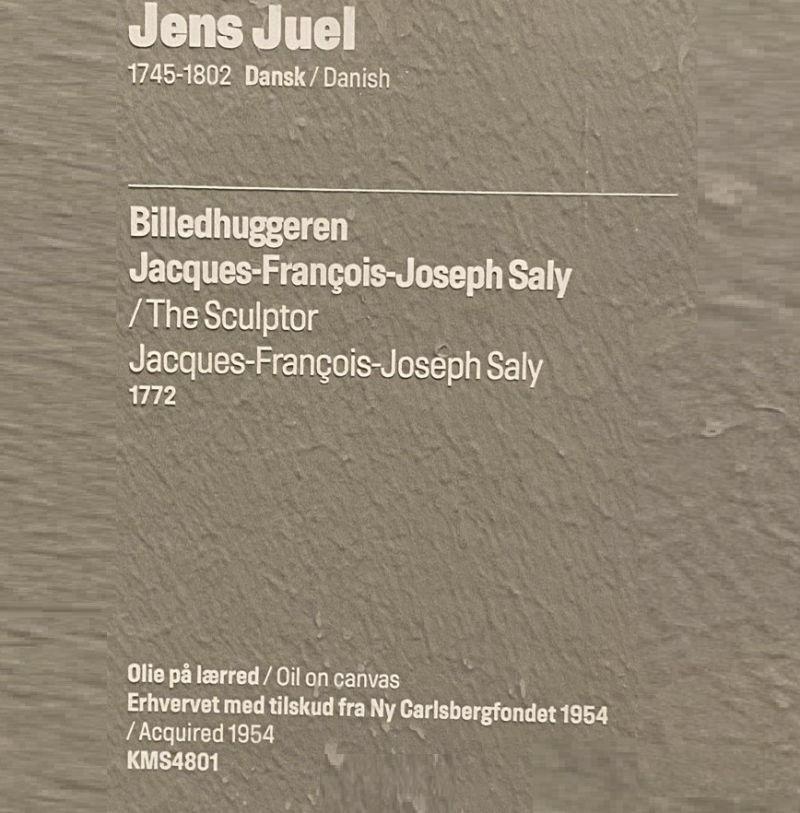 Jens Juel
1745-1802 Dansk / Danish
Billedhuggeren
Jacques-François-Joseph Saly
/ The Sculptor
Jacques-François-Joseph Saly
1772
Olie på lærred / Oil on canvas
Erhvervet med tilskud fra Ny Carlsbergfondet 1954
/ Acquired 1954
KMS4801